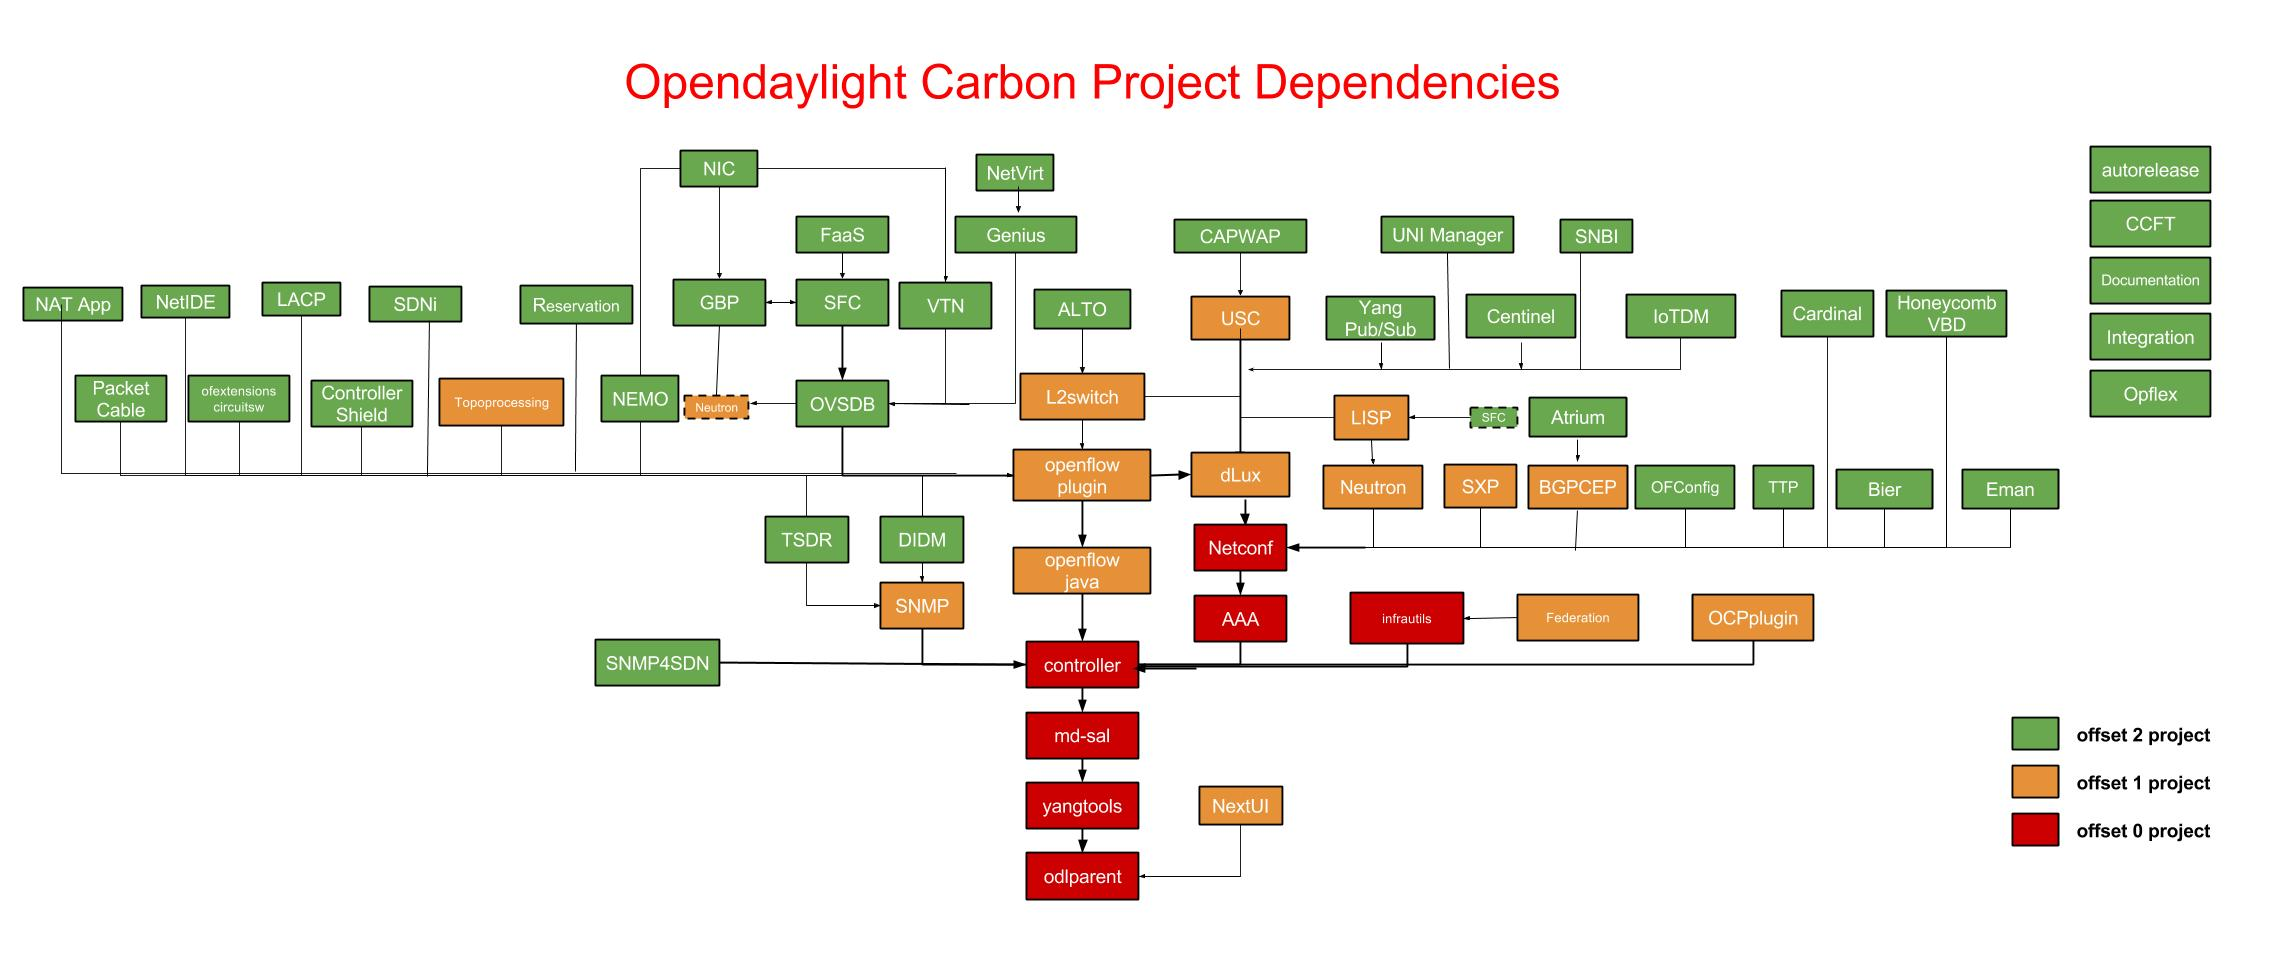 Opendaylight Carbon Project Dependencies
NIC
NetVirt
autorelease
CCFT
Documentation
Integration
Opflex
FaaS
Genius
CAPWAP
UNI Manager
SNBI
NAT App
NetIDE
LACP
SDNi
Reservation
GBP
SFC
VTN
ALTO
USC
Yang
Pub/Sub
Centinel
IoTDM
Cardinal
Honeycomb
VBD
Packet
Cable
ofextensions
circuitsw
Controller
Shield
Topoprocessing
NEMO
Neutron
OVSDB
L2switch
LISP
SFC
Atrium
openflow
plugin
dLux
Neutron
SXP
BGPCEP
OFConfig
TTP
Bier
Eman
TSDR
DIDM
openflow
java
Netconf
SNMP
AAA
infrautils
Federation
OCPplugin
SNMP4SDN
controller
md-sal
yangtools
NextUI
odlparent
offset 2 project
offset 1 project
offset 0 project